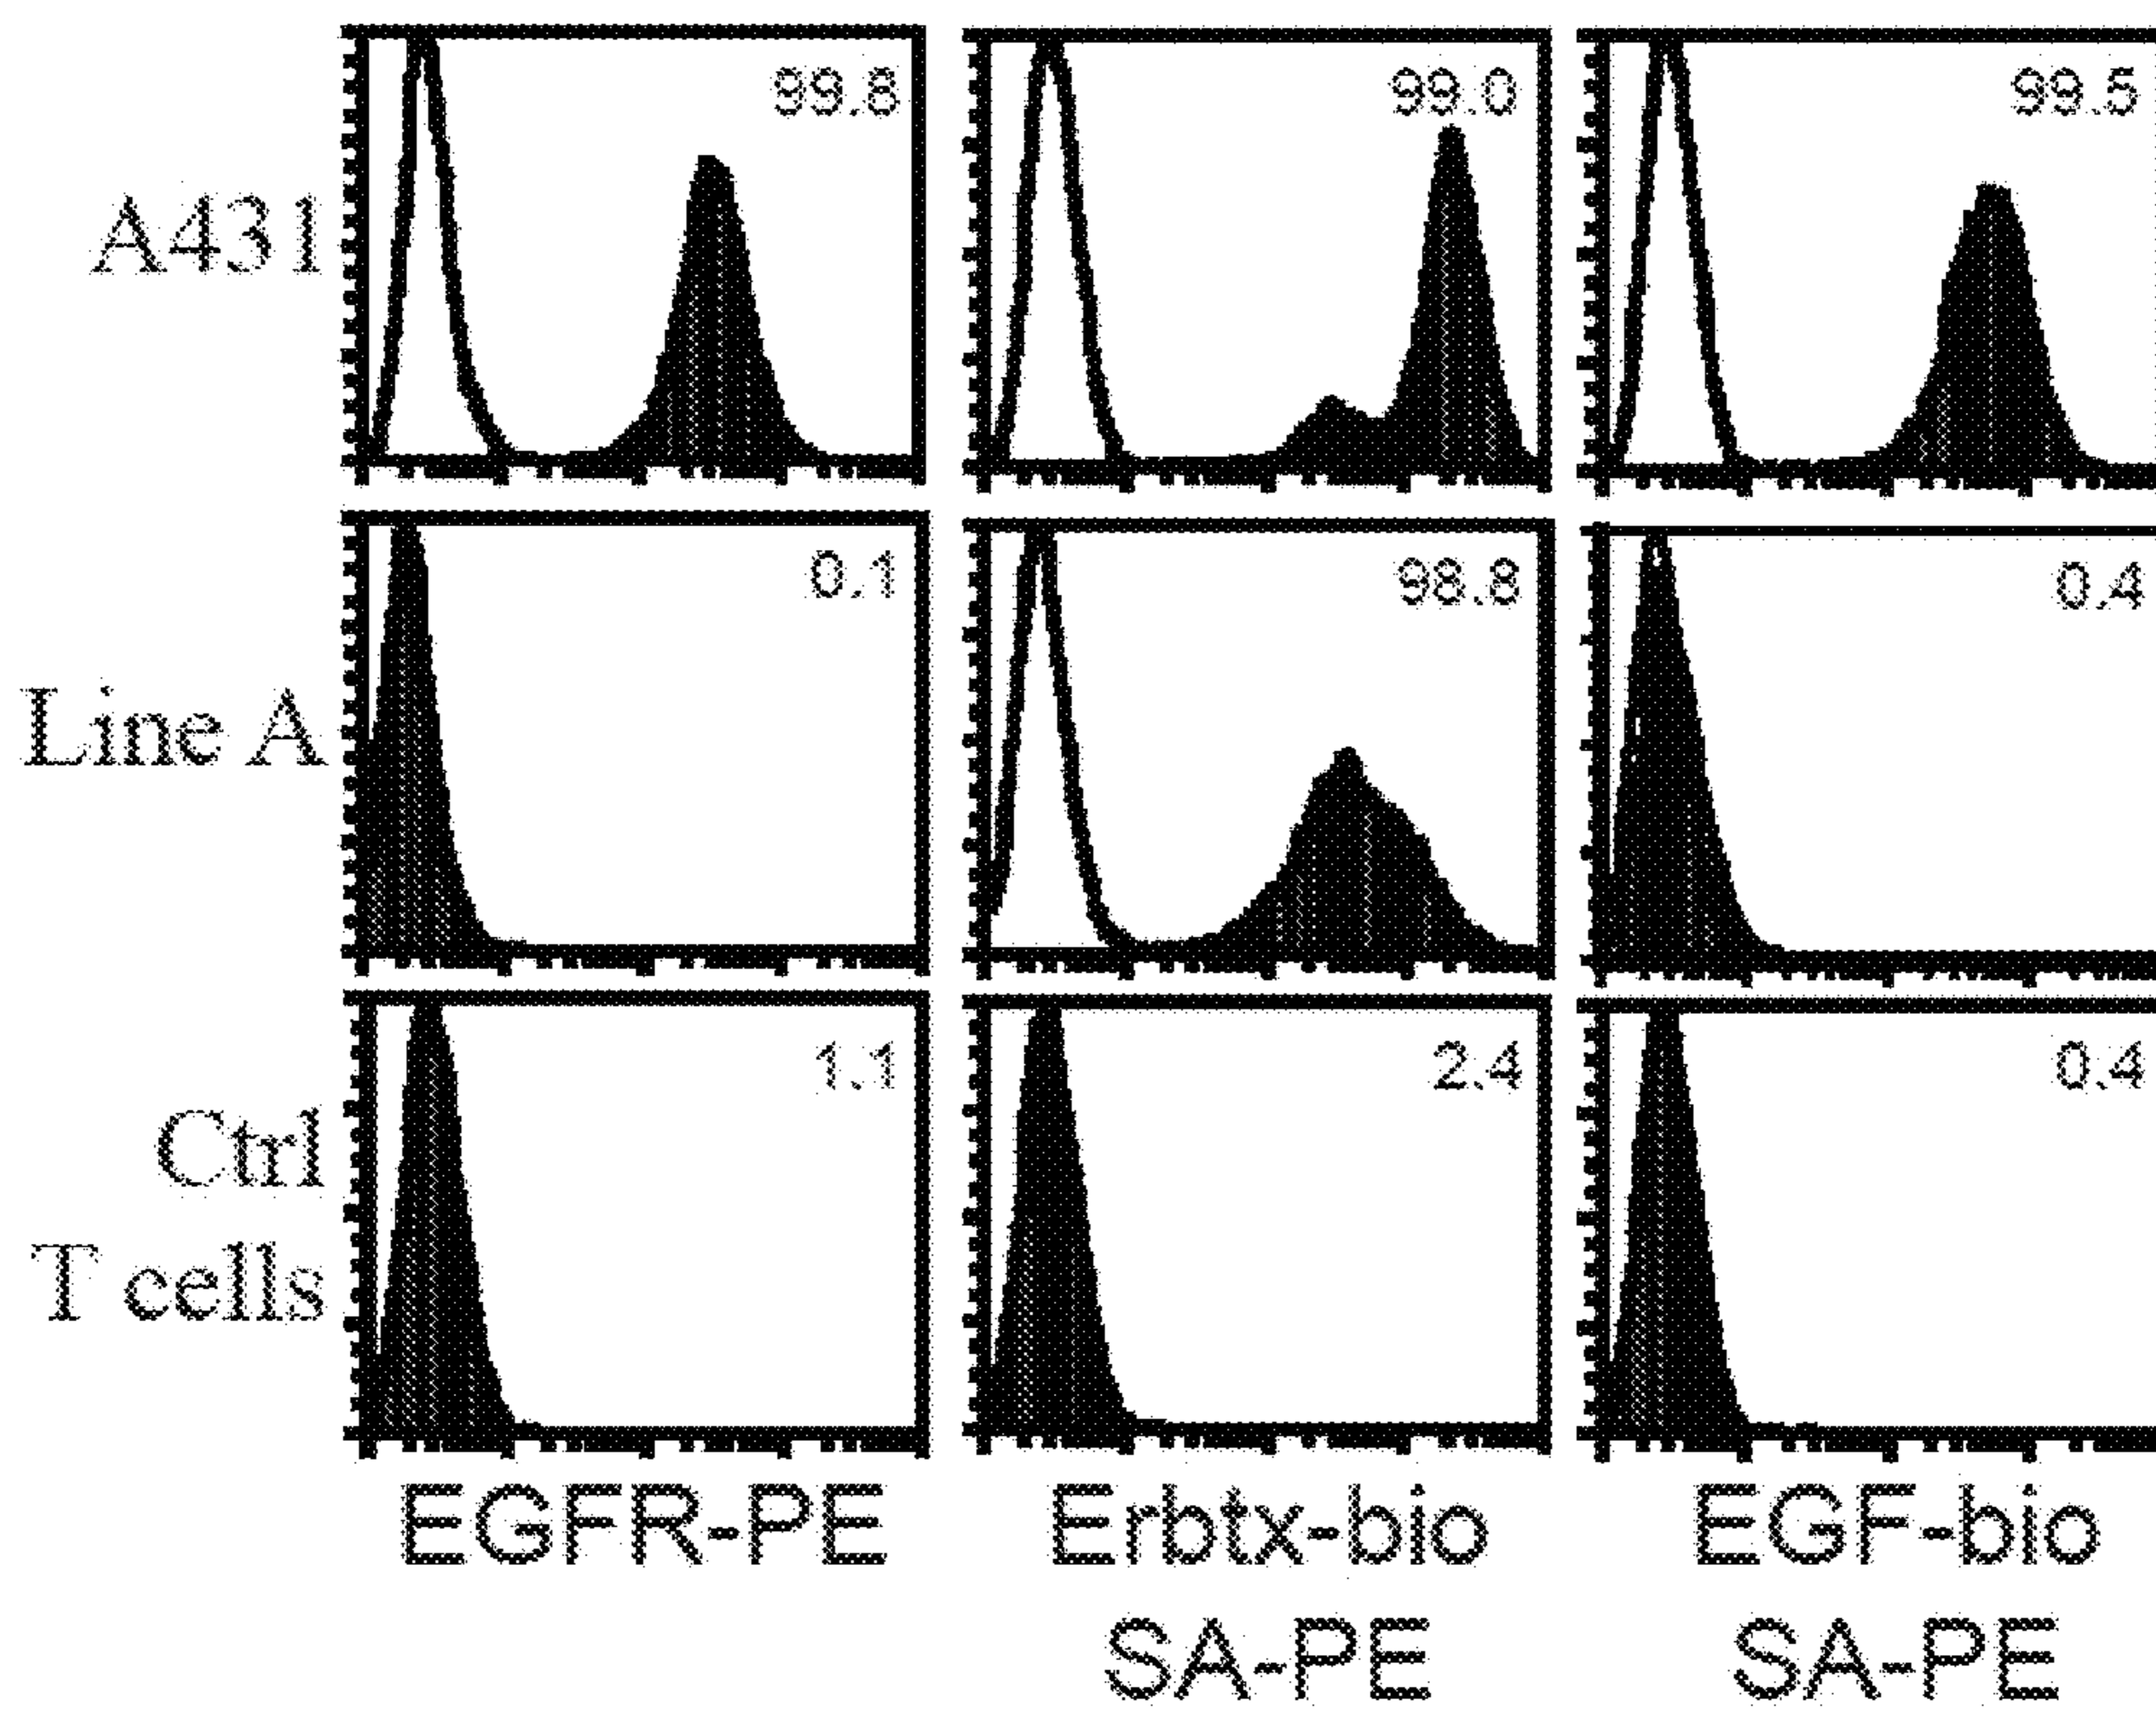 A431
99.8
99.0
99.5
Line A
0.1
98.8
0.4
Ctrl
T cells
1.1
2.4
0.4
EGFR-PE
Erbtx-bio
SA-PE
EGF-bio
SA-PE